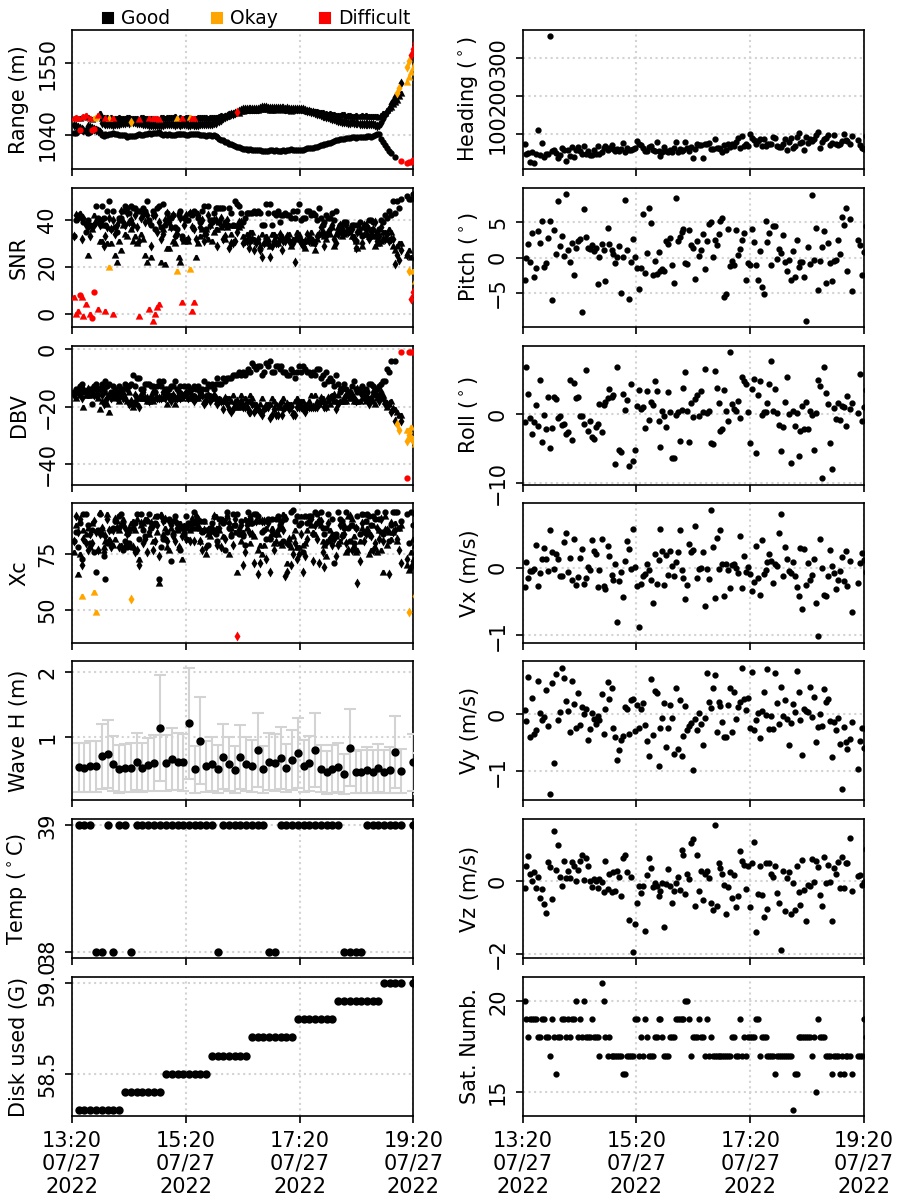 Good Okay Difficult
Range (m)
1550
1040
Heading (°)
300
200
100
SNR
40
20
0
Pitch (°)
5
0
−5
DBV
0
−20
−40
Roll (°)
0
−10
Xc
75
50
Vx (m/s)
0
−1
Wave H (m)
2
1
Vy (m/s)
0
−1
Temp (°C)
39
38
Vz (m/s)
0
−2
Disk used (G)
59.0
58.5
Sat. Numb.
20
15
13:20 15:20 17:20 19:20 13:20 15:20 17:20 19:20
07/27 07/27 07/27 07/27 07/27 07/27 07/27 07/27
2022 2022 2022 2022 2022 2022 2022 2022